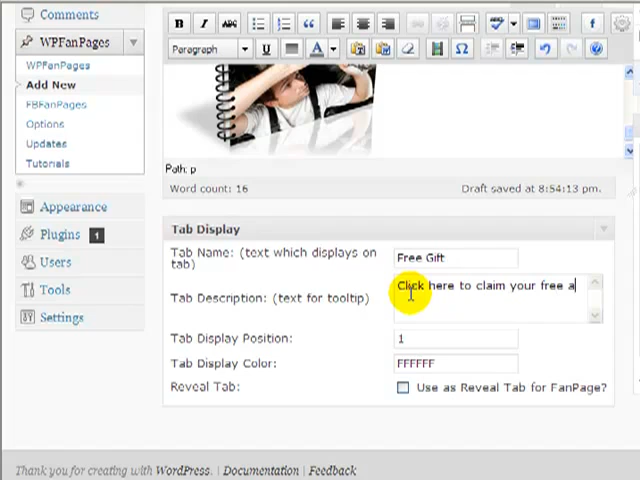 Comments
WPFanPages
WPFanPages
Add New
FBFanPages
Options
Updates
Tutorials
Appearance
Plugins 1
Users
Tools
Settings
B I ABC
Paragraph U A Ω
Path: p
Word count: 16 Draft saved at 8:54:13 pm.
Tab Display
Tab Name: (text which displays on tab) Free Gift
Tab Description: (text for tooltip) Click here to claim your free a
Tab Display Position: 1
Tab Display Color: FFFFFF
Reveal Tab: Use as Reveal Tab for FanPage?
Thank you for creating with WordPress. | Documentation | Feedback